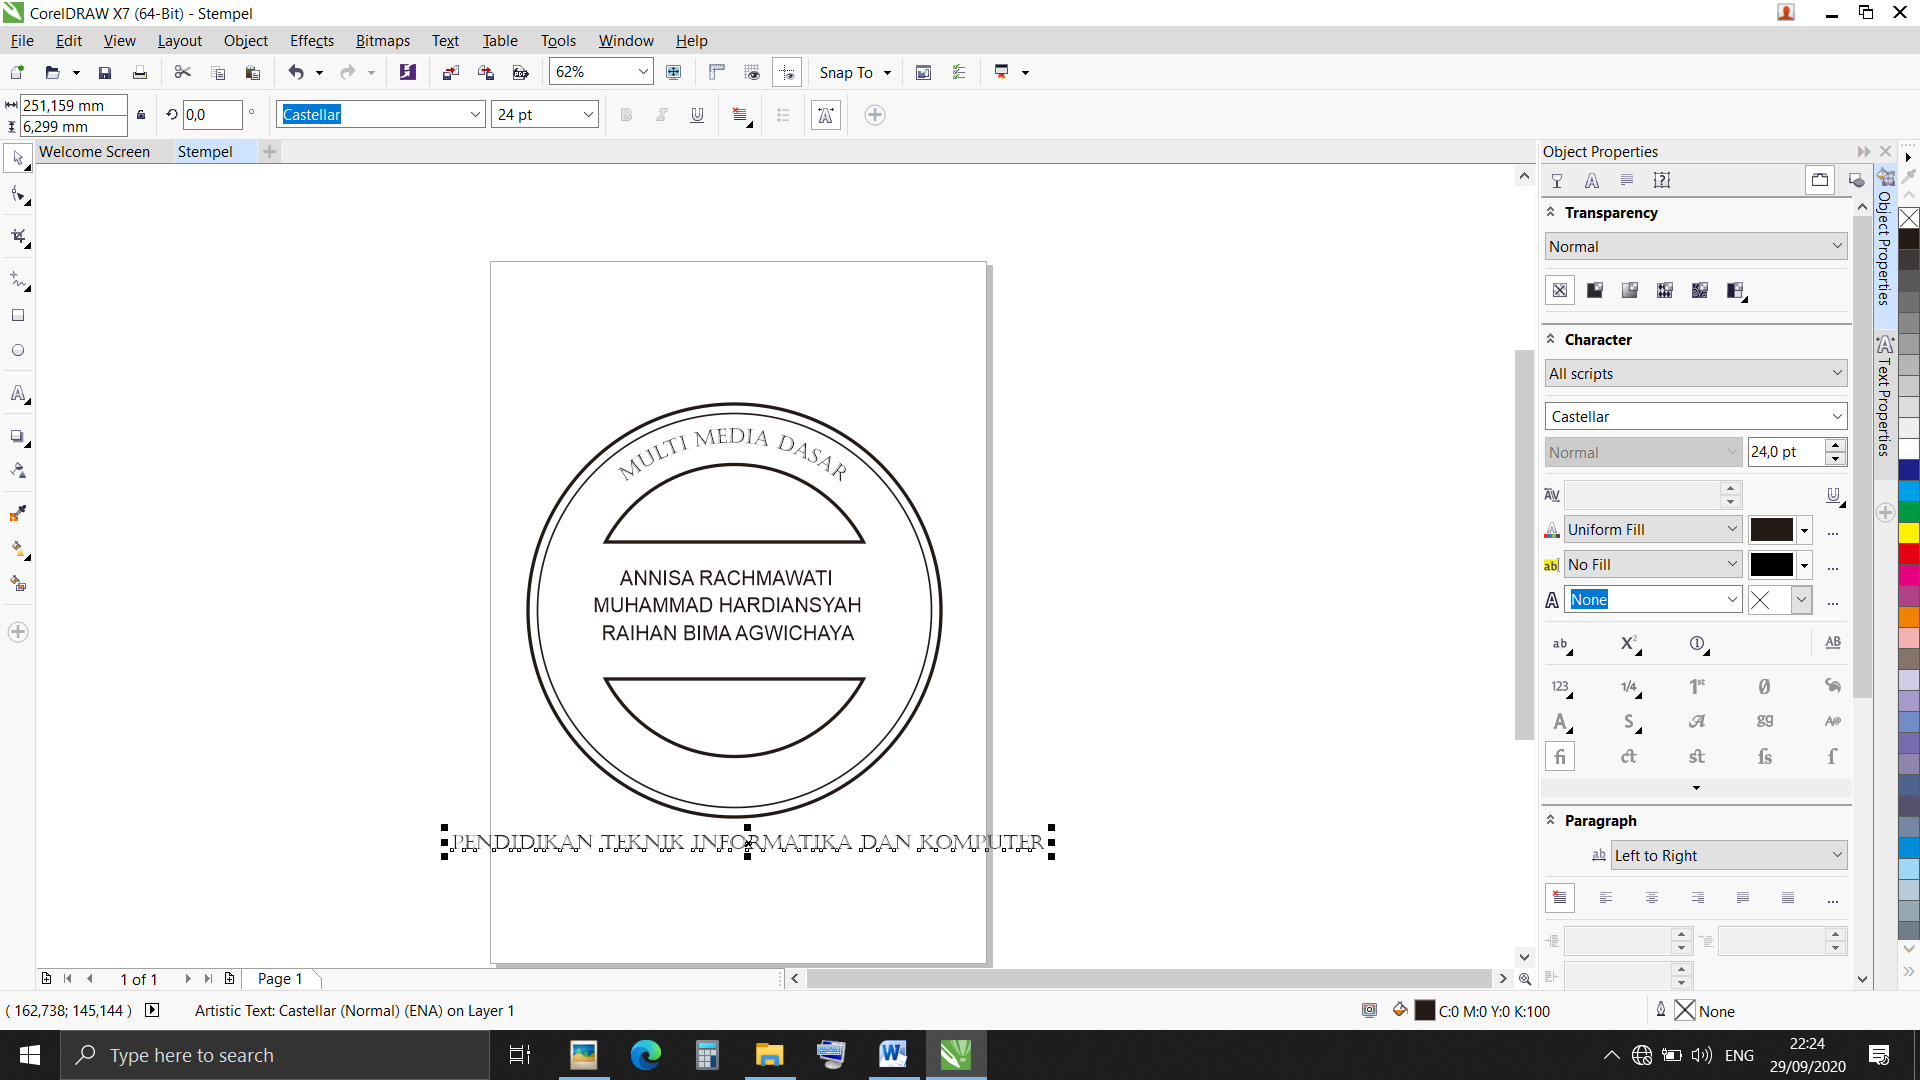 CorelDRAW X7 (64-Bit) - Stempel
File Edit View Layout Object Effects Bitmaps Text Table Tools Window Help
62% Snap To
251,159 mm
6,299 mm
0,0 °
Castellar 24 pt
Welcome Screen Stempel
Object Properties
Transparency
Normal
Character
All scripts
Castellar
Normal 24,0 pt
Uniform Fill ...
No Fill ...
None ...
Object Properties
Text Properties
Paragraph
Left to Right
...
MULTI MEDIA DASAR
ANNISA RACHMAWATI
MUHAMMAD HARDIANSYAH
RAIHAN BIMA AGWICHAYA
PENDIDIKAN TEKNIK INFORMATIKA DAN KOMPUTER
1 of 1 Page 1
( 162,738; 145,144 ) Artistic Text: Castellar (Normal) (ENA) on Layer 1 C:0 M:0 Y:0 K:100 None
Type here to search
ENG
22:24
29/09/2020